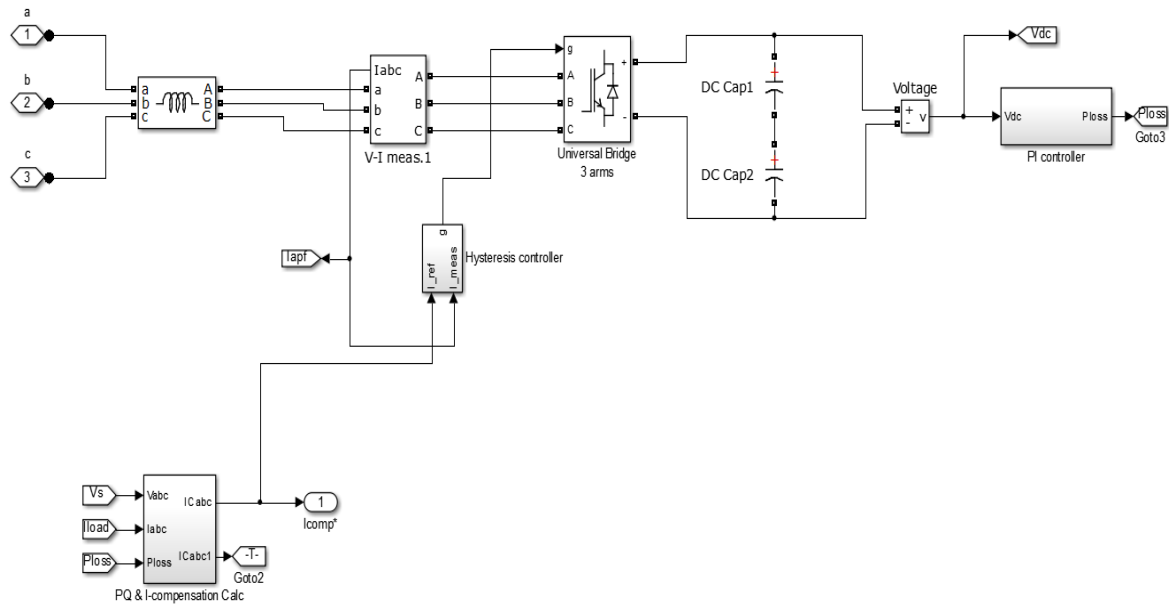 a
1
b
2
c
3
a
b
c
A
B
C
Iabc
a
b
c
A
B
C
V-I meas.1
g
A
B
C
+
-
Universal Bridge
3 arms
+
DC Cap1
+
DC Cap2
Voltage
+
-
v
Vdc
Vdc
Ploss
PI controller
Ploss
Goto3
Iapf
g
I_ref
I_meas
Hysteresis controller
Vs
Iload
Ploss
Vabc
Iabc
Ploss
ICabc
ICabc1
PQ & I-compensation Calc
1
Icomp*
-T-
Goto2